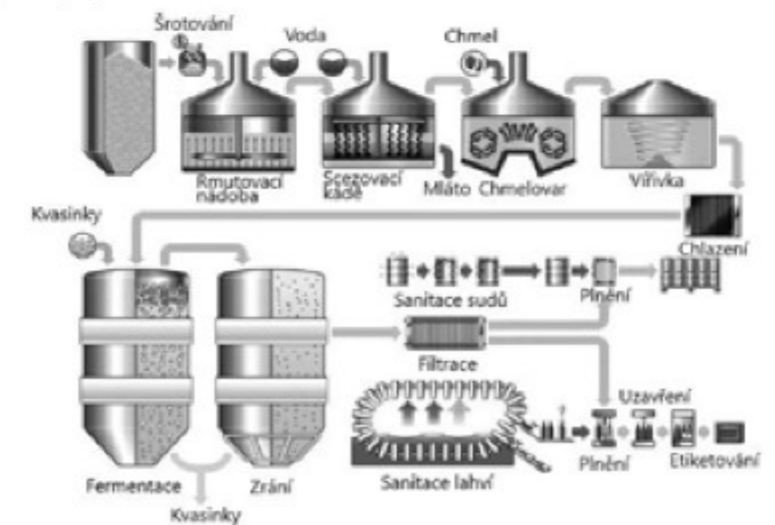 Šrotování
Voda
Chmel
Rmutovací
nádoba
Scezovací
kádě
Mláto
Chmelovar
Vířivka
Kvasinky
Chlazení
Sanitace sudů
Plnění
Filtrace
Uzavření
Fermentace
Zrání
Sanitace lahví
Plnění
Etiketování
Kvasinky